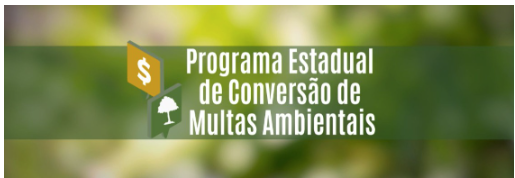 Programa Estadual
de Conversão de
Multas Ambientais